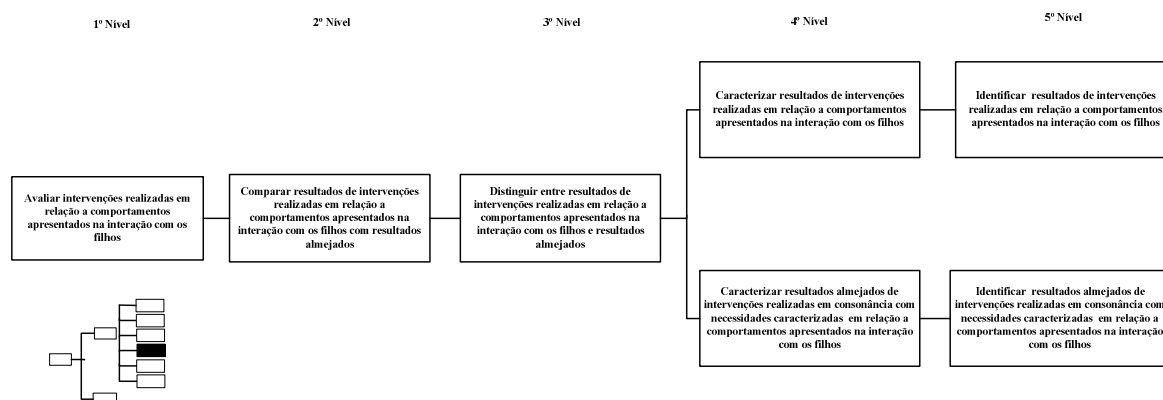 1º Nível
2º Nível
3º Nível
4º Nível
5º Nível
Avaliar intervenções realizadas em
relação a comportamentos
apresentados na interação com os
filhos
Comparar resultados de intervenções
realizadas em relação a
comportamentos apresentados na
interação com os filhos com resultados
almejados
Distinguir entre resultados de
intervenções realizadas em relação a
comportamentos apresentados na
interação com os filhos e resultados
almejados
Caracterizar resultados de intervenções
realizadas em relação a comportamentos
apresentados na interação com os filhos
Identificar resultados de intervenções
realizadas em relação a comportamentos
apresentados na interação com os filhos
Caracterizar resultados almejados de
intervenções realizadas em consonância com
necessidades caracterizadas em relação a
comportamentos apresentados na interação
com os filhos
Identificar resultados almejados de
intervenções realizadas em consonância com
necessidades caracterizadas em relação a
comportamentos apresentados na interação
com os filhos